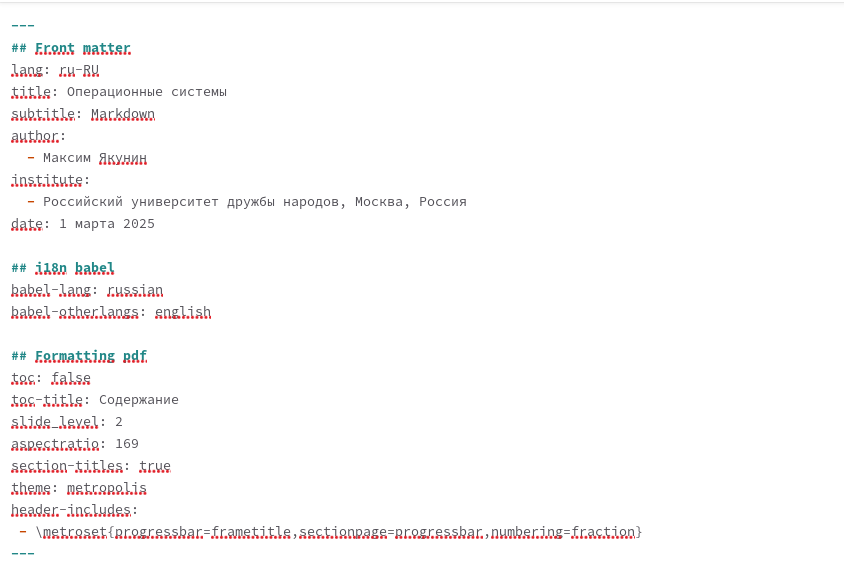 ---
## Front matter
lang: ru-RU
title: Операционные системы
subtitle: Markdown
author:
  - Максим Якунин
institute:
  - Российский университет дружбы народов, Москва, Россия
date: 1 марта 2025

## i18n babel
babel-lang: russian
babel-otherlangs: english

## Formatting pdf
toc: false
toc-title: Содержание
slide_level: 2
aspectratio: 169
section-titles: true
theme: metropolis
header-includes:
 - \metroset{progressbar=frametitle,sectionpage=progressbar,numbering=fraction}
---